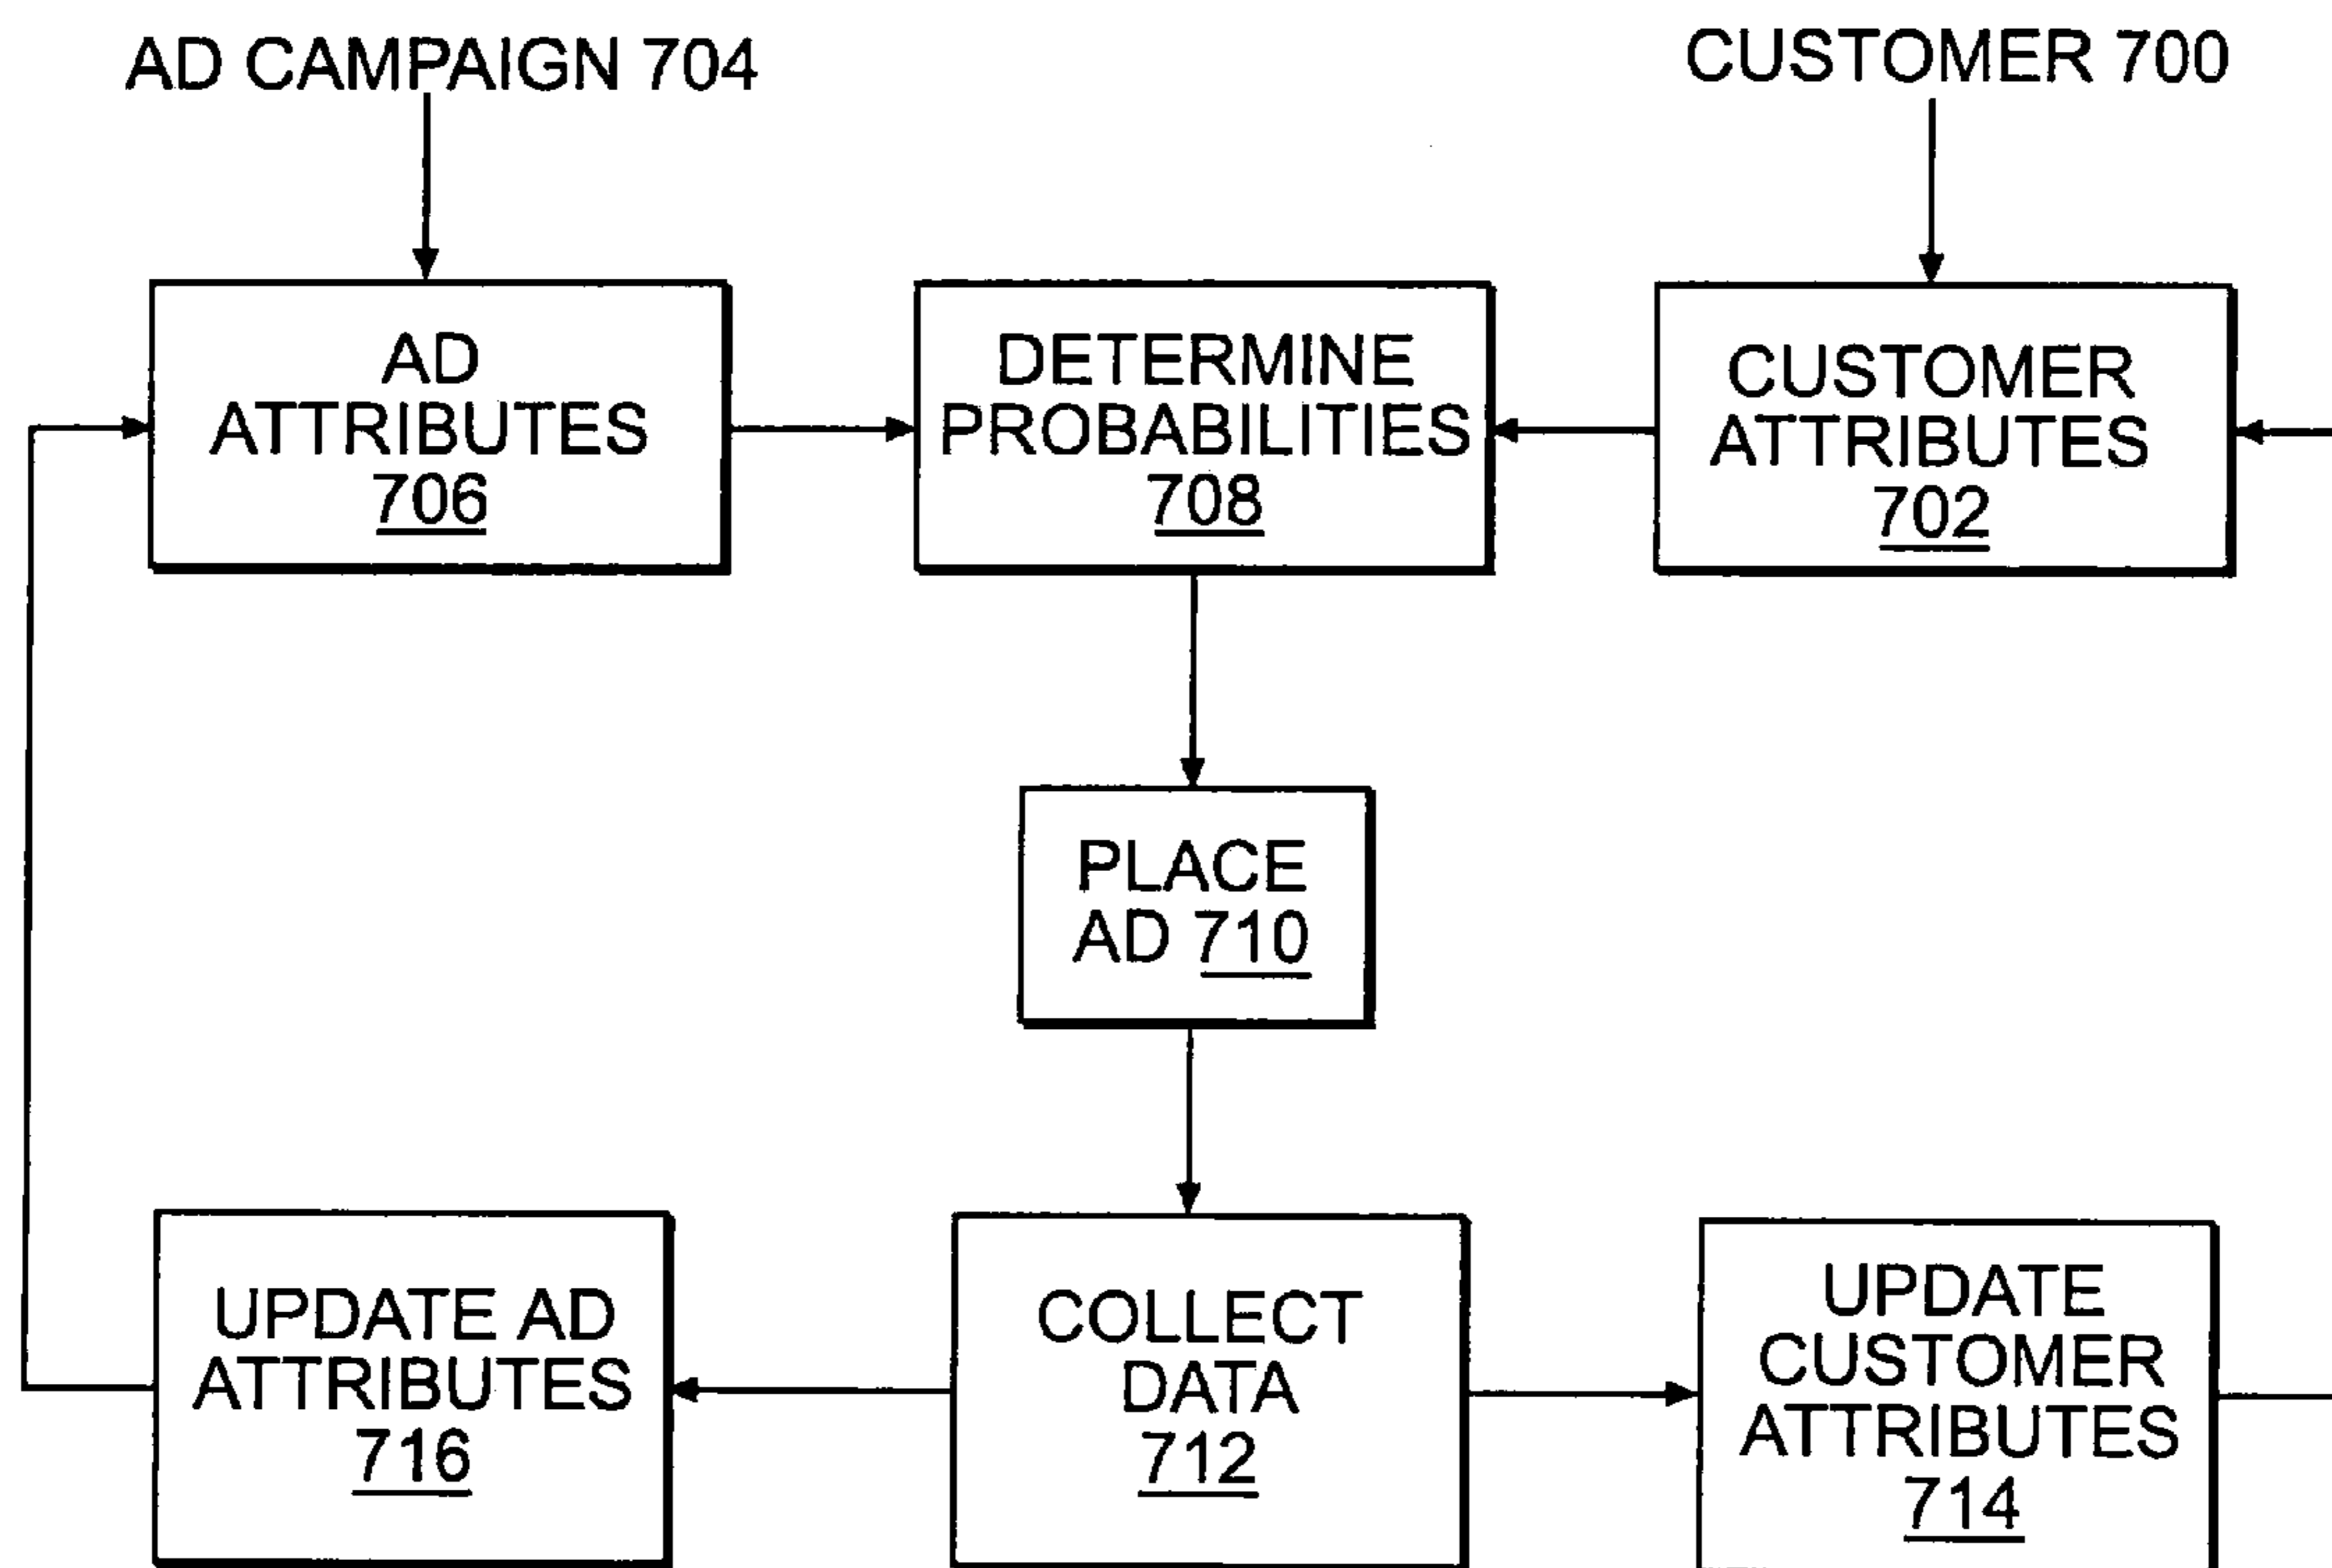 AD CAMPAIGN 704
CUSTOMER 700
AD
ATTRIBUTES
706
DETERMINE
PROBABILITIES
708
CUSTOMER
ATTRIBUTES
702
PLACE
AD 710
UPDATE AD
ATTRIBUTES
716
COLLECT
DATA
712
UPDATE
CUSTOMER
ATTRIBUTES
714